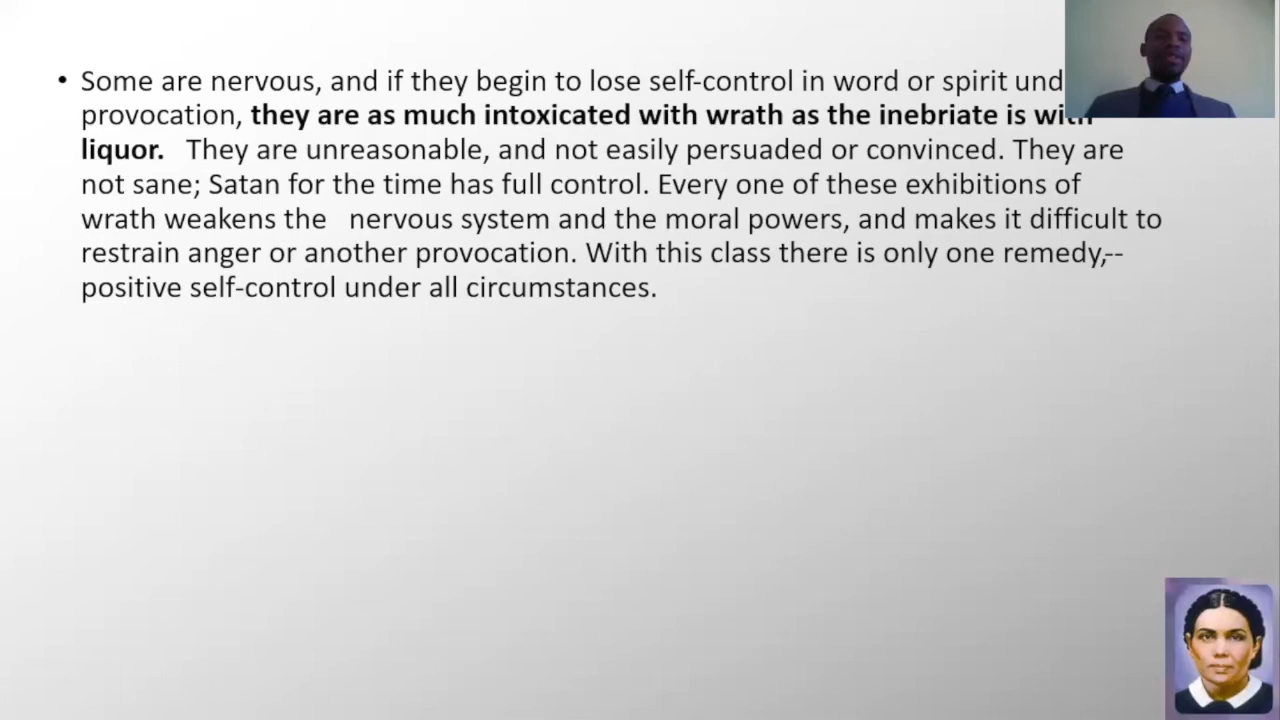 • Some are nervous, and if they begin to lose self-control in word or spirit
provocation, they are as much intoxicated with wrath as the inebriate is with
liquor. They are unreasonable, and not easily persuaded or convinced. They are
not sane; Satan for the time has full control. Every one of these exhibitions of
wrath weakens the nervous system and the moral powers, and makes it difficult to
restrain anger or another provocation. With this class there is only one remedy,--
positive self-control under all circumstances.